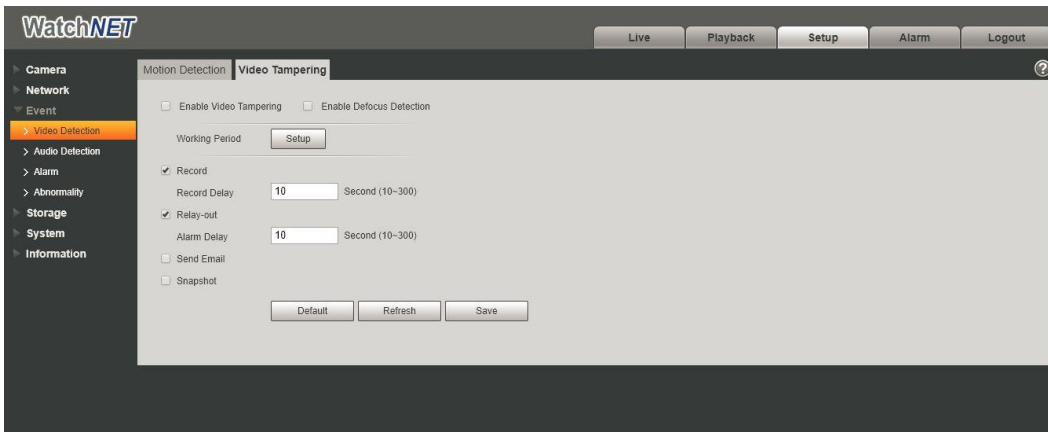 WatchNET
Live Playback Setup Alarm Logout
Camera
Network
Event
Video Detection
Audio Detection
Alarm
Abnormality
Storage
System
Information
Motion Detection Video Tampering
?
Enable Video Tampering Enable Defocus Detection
Working Period Setup
Record
Record Delay 10 Second (10~300)
Relay-out
Alarm Delay 10 Second (10~300)
Send Email
Snapshot
Default Refresh Save